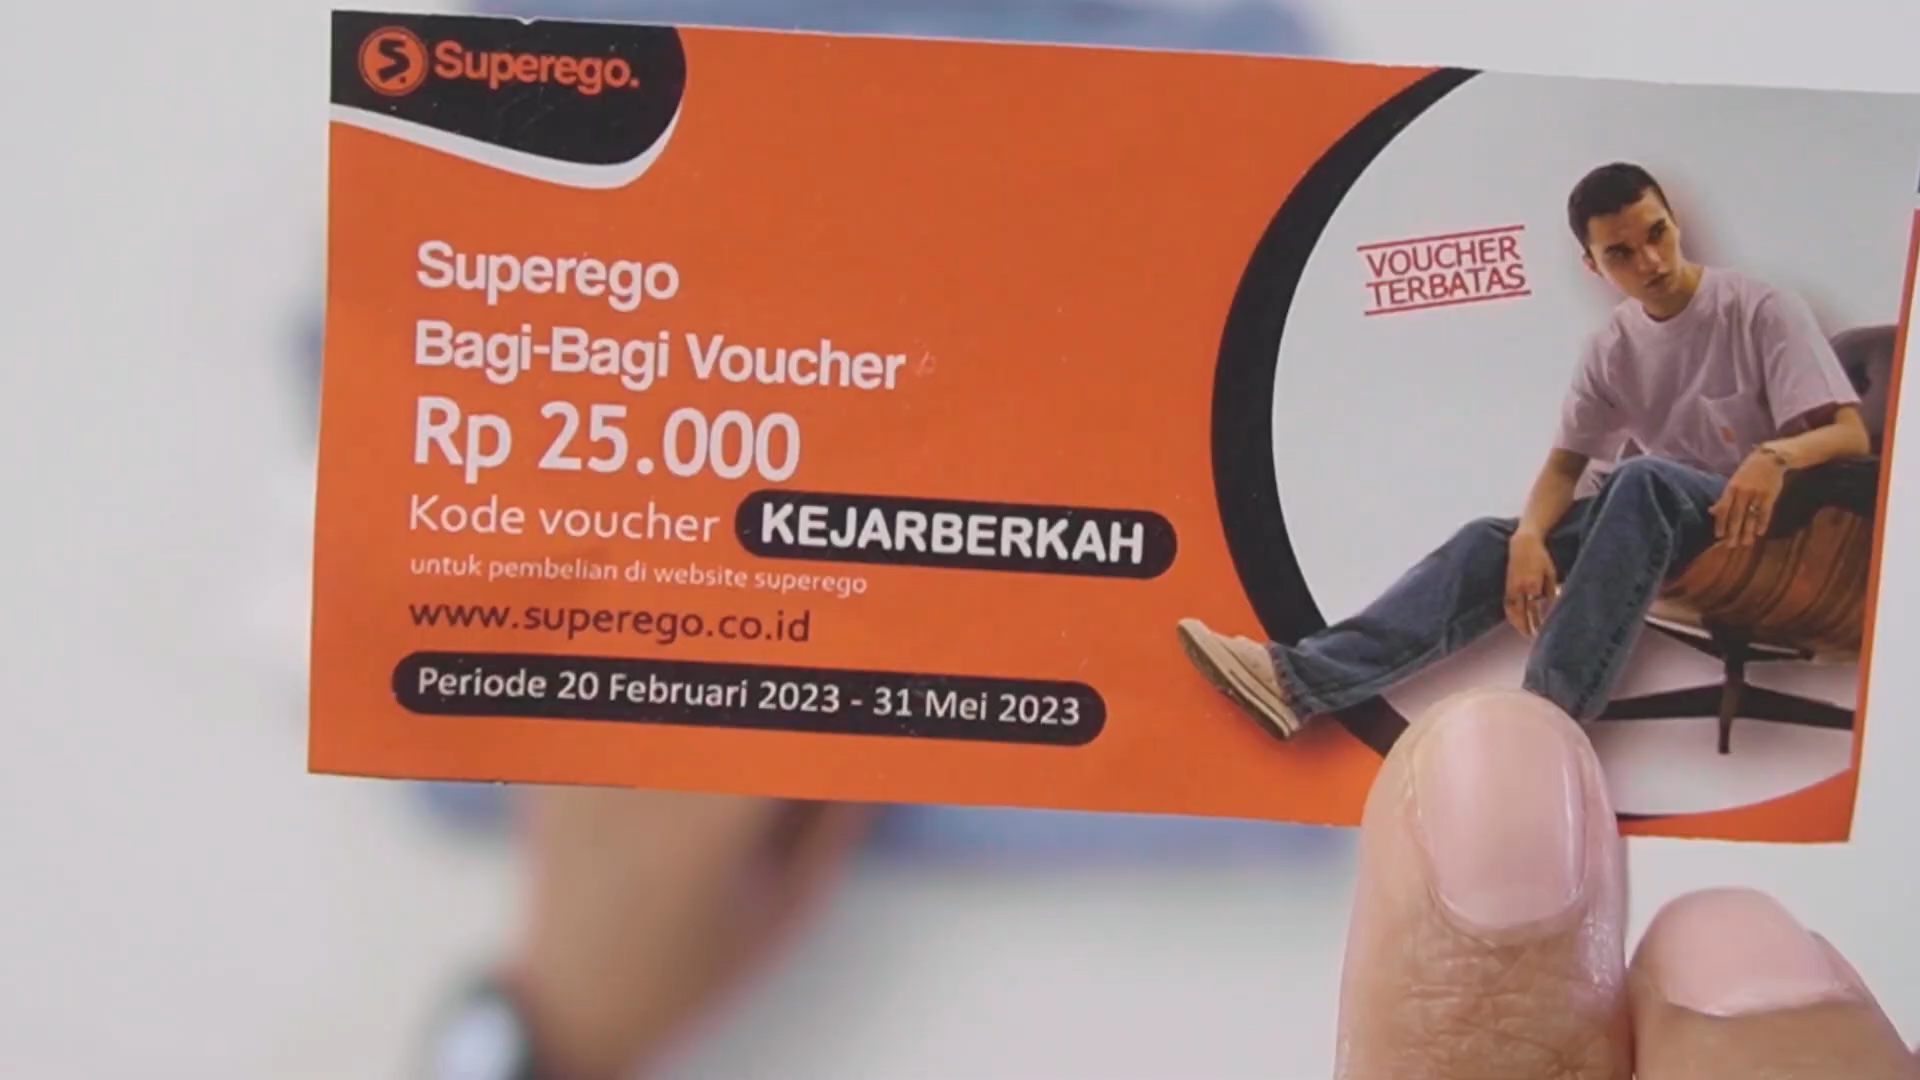 Superego.
Superego
Bagi-Bagi Voucher
Rp 25.000
Kode voucher KEJARBERKAH
untuk pembelian di website superego
www.superego.co.id
Periode 20 Februari 2023 - 31 Mei 2023
VOUCHER
TERBATAS